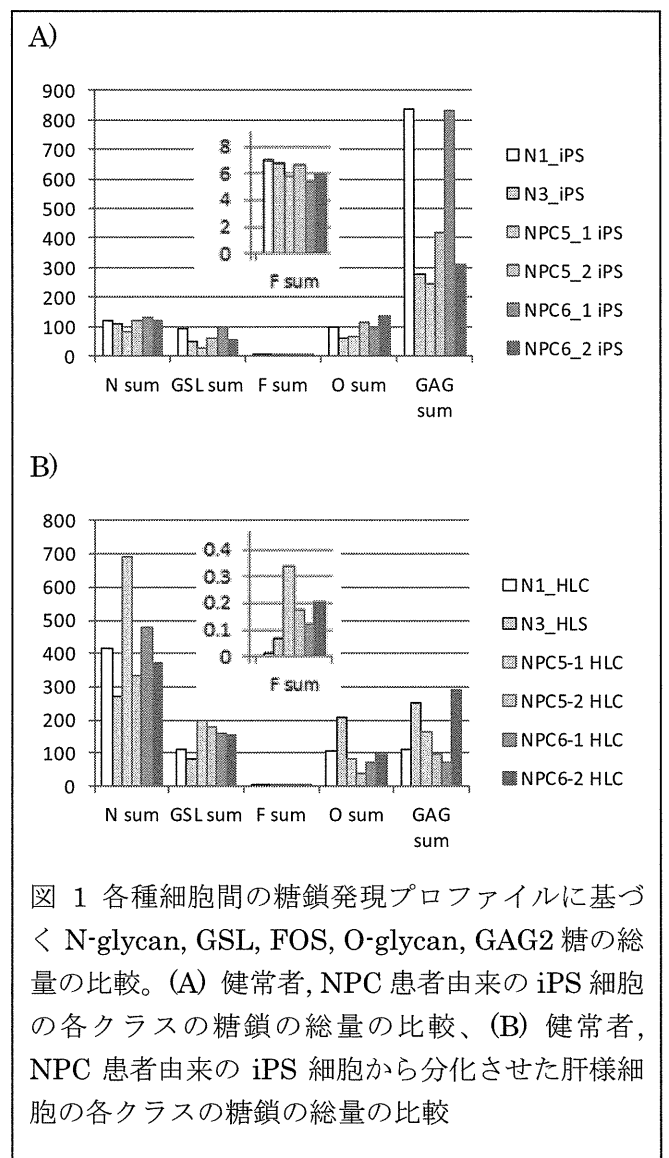 A)
900
800
700
600
500
400
300
200
100
0
8
6
4
2
0
F sum
N sum GSL sum F sum O sum GAG
sum
N1_iPS
N3_iPS
NPC5_1 iPS
NPC5_2 iPS
NPC6_1 iPS
NPC6_2 iPS
B)
800
700
600
500
400
300
200
100
0
0.4
0.3
0.2
0.1
0
F sum
N sum GSL sum F sum O sum GAG
sum
N1_HLC
N3_HLS
NPC5-1 HLC
NPC5-2 HLC
NPC6-1 HLC
NPC6-2 HLC
図 1 各種細胞間の糖鎖発現プロファイルに基づ
く N-glycan, GSL, FOS, O-glycan, GAG2 糖の総
量の比較。(A) 健常者, NPC 患者由来の iPS 細胞
の各クラスの糖鎖の総量の比較、(B) 健常者,
NPC 患者由来の iPS 細胞から分化させた肝様細
胞の各クラスの糖鎖の総量の比較